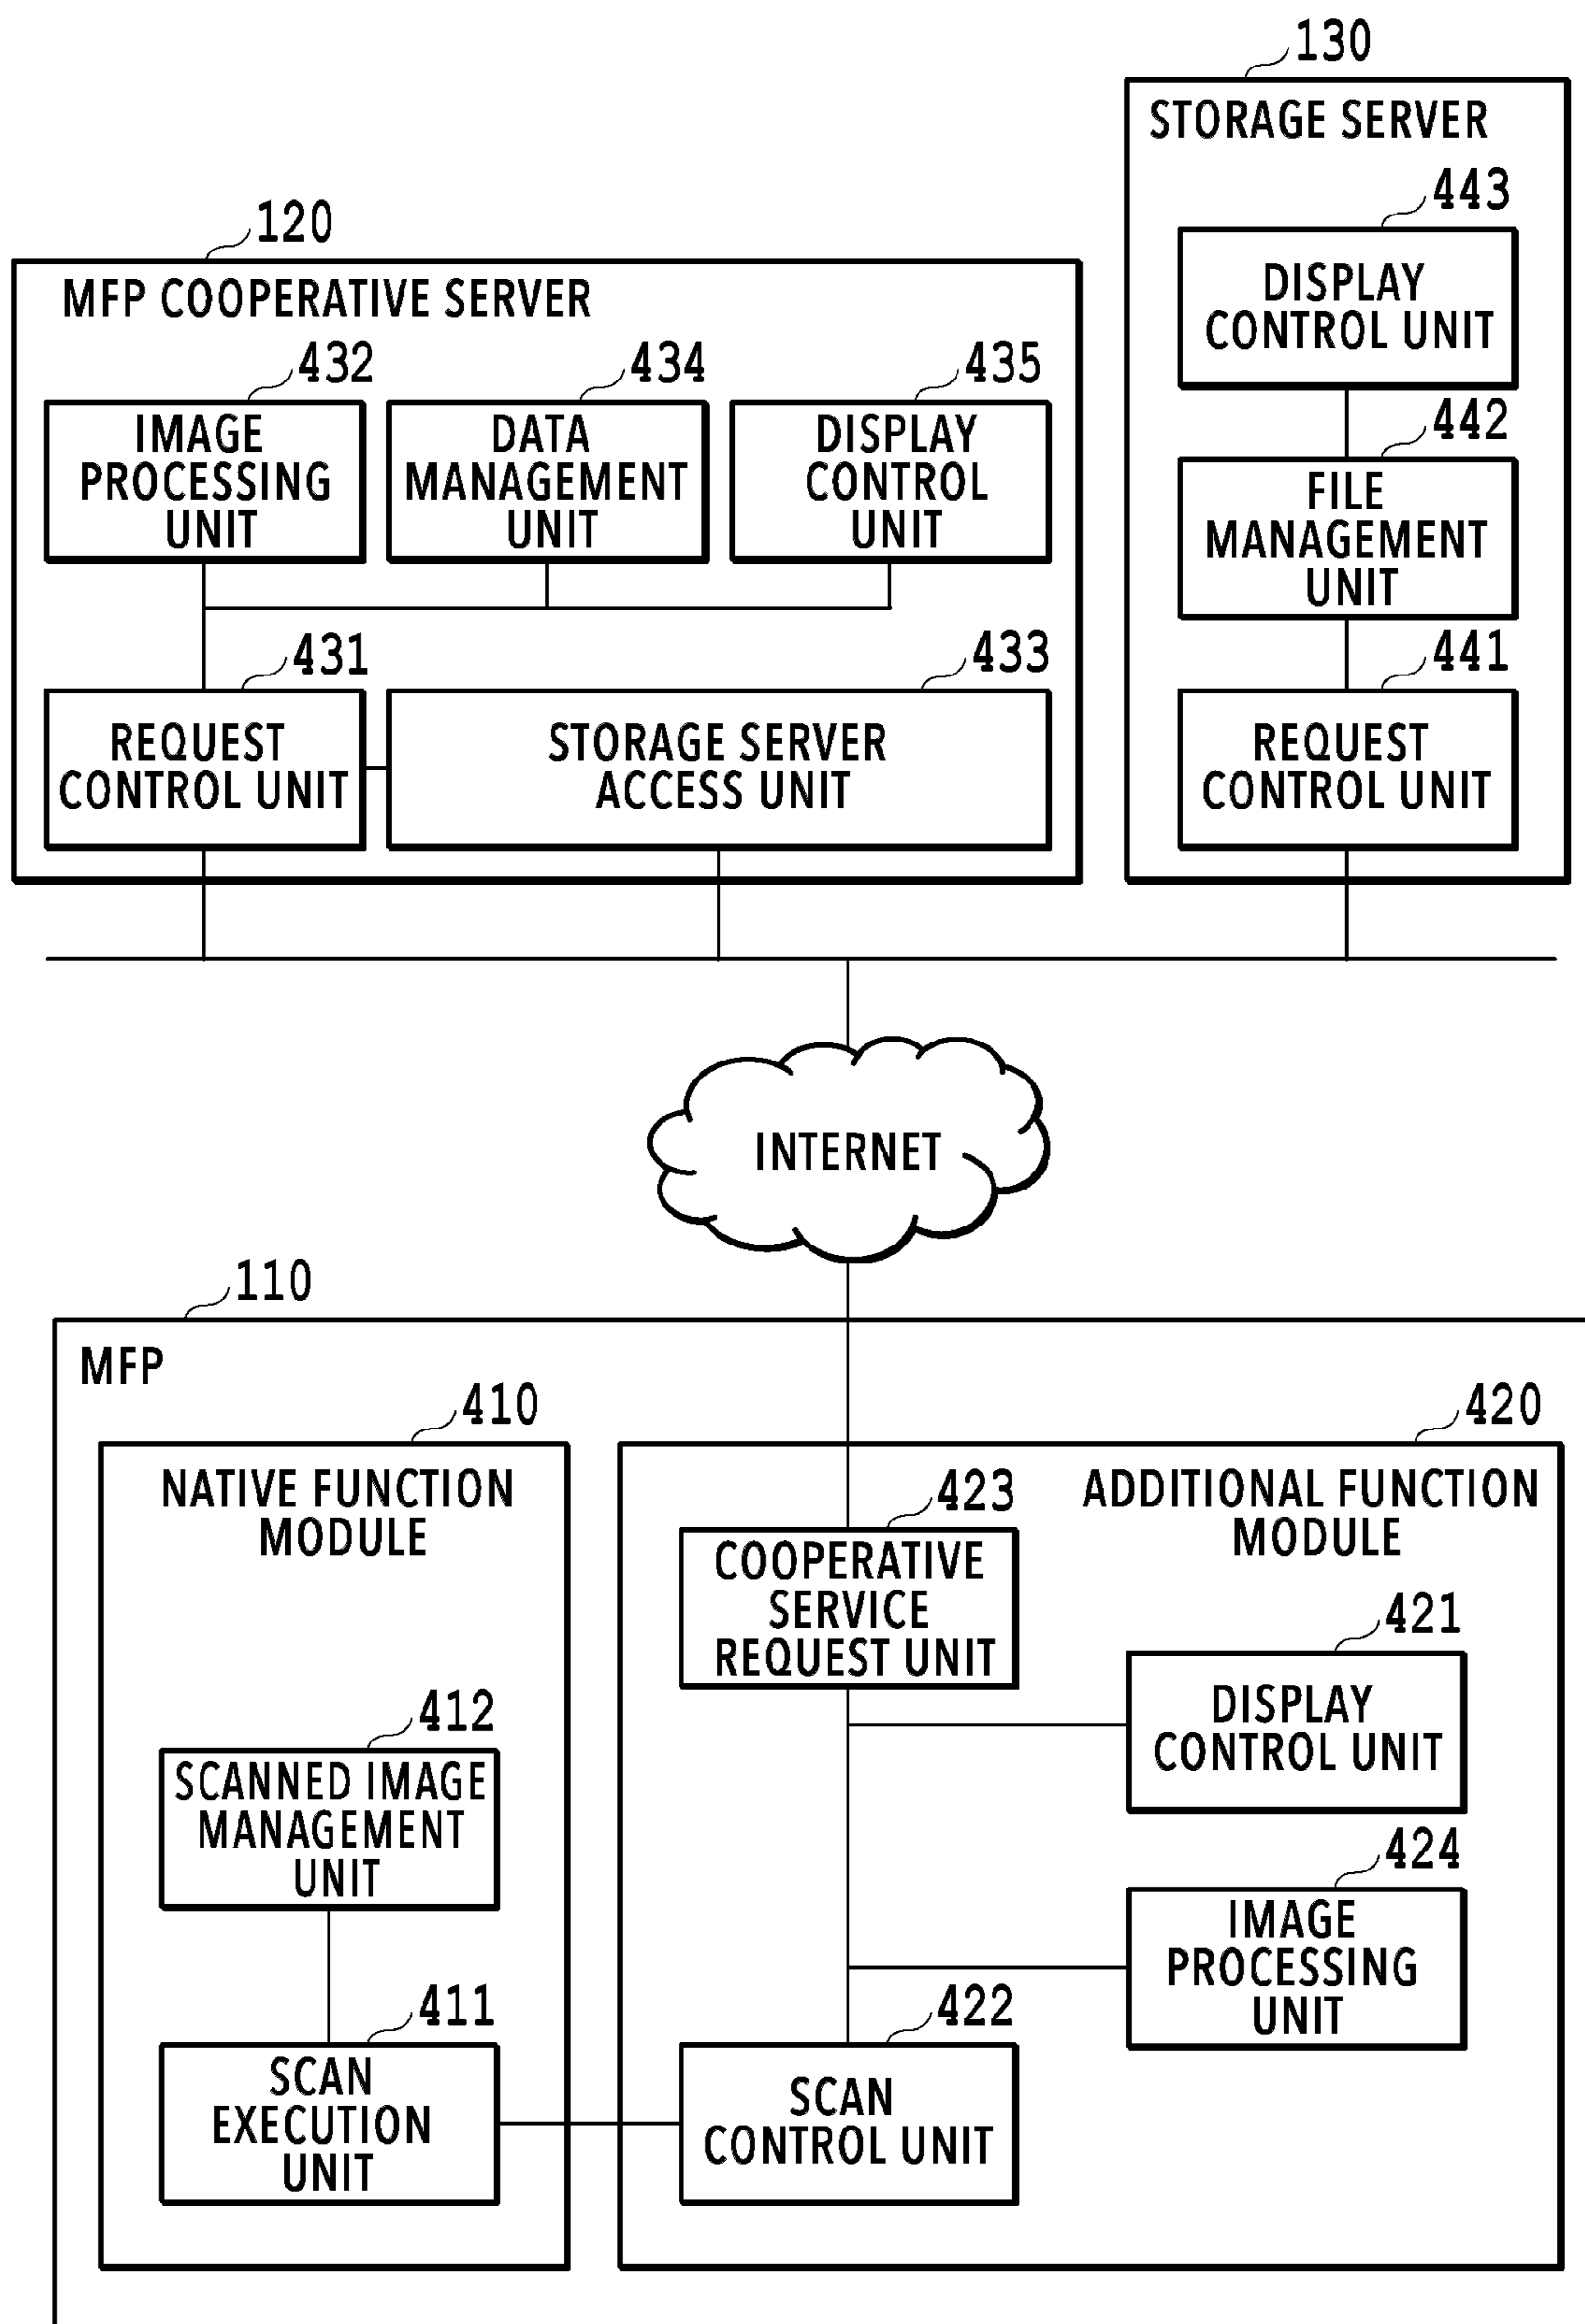 130
STORAGE SERVER
443
DISPLAY
CONTROL UNIT
442
FILE
MANAGEMENT
UNIT
441
REQUEST
CONTROL UNIT
120
MFP COOPERATIVE SERVER
432
IMAGE
PROCESSING
UNIT
434
DATA
MANAGEMENT
UNIT
435
DISPLAY
CONTROL
UNIT
431
REQUEST
CONTROL UNIT
433
STORAGE SERVER
ACCESS UNIT
INTERNET
110
MFP
410
NATIVE FUNCTION
MODULE
412
SCANNED IMAGE
MANAGEMENT
UNIT
411
SCAN
EXECUTION
UNIT
420
ADDITIONAL FUNCTION
MODULE
423
COOPERATIVE
SERVICE
REQUEST UNIT
421
DISPLAY
CONTROL UNIT
424
IMAGE
PROCESSING
UNIT
422
SCAN
CONTROL UNIT